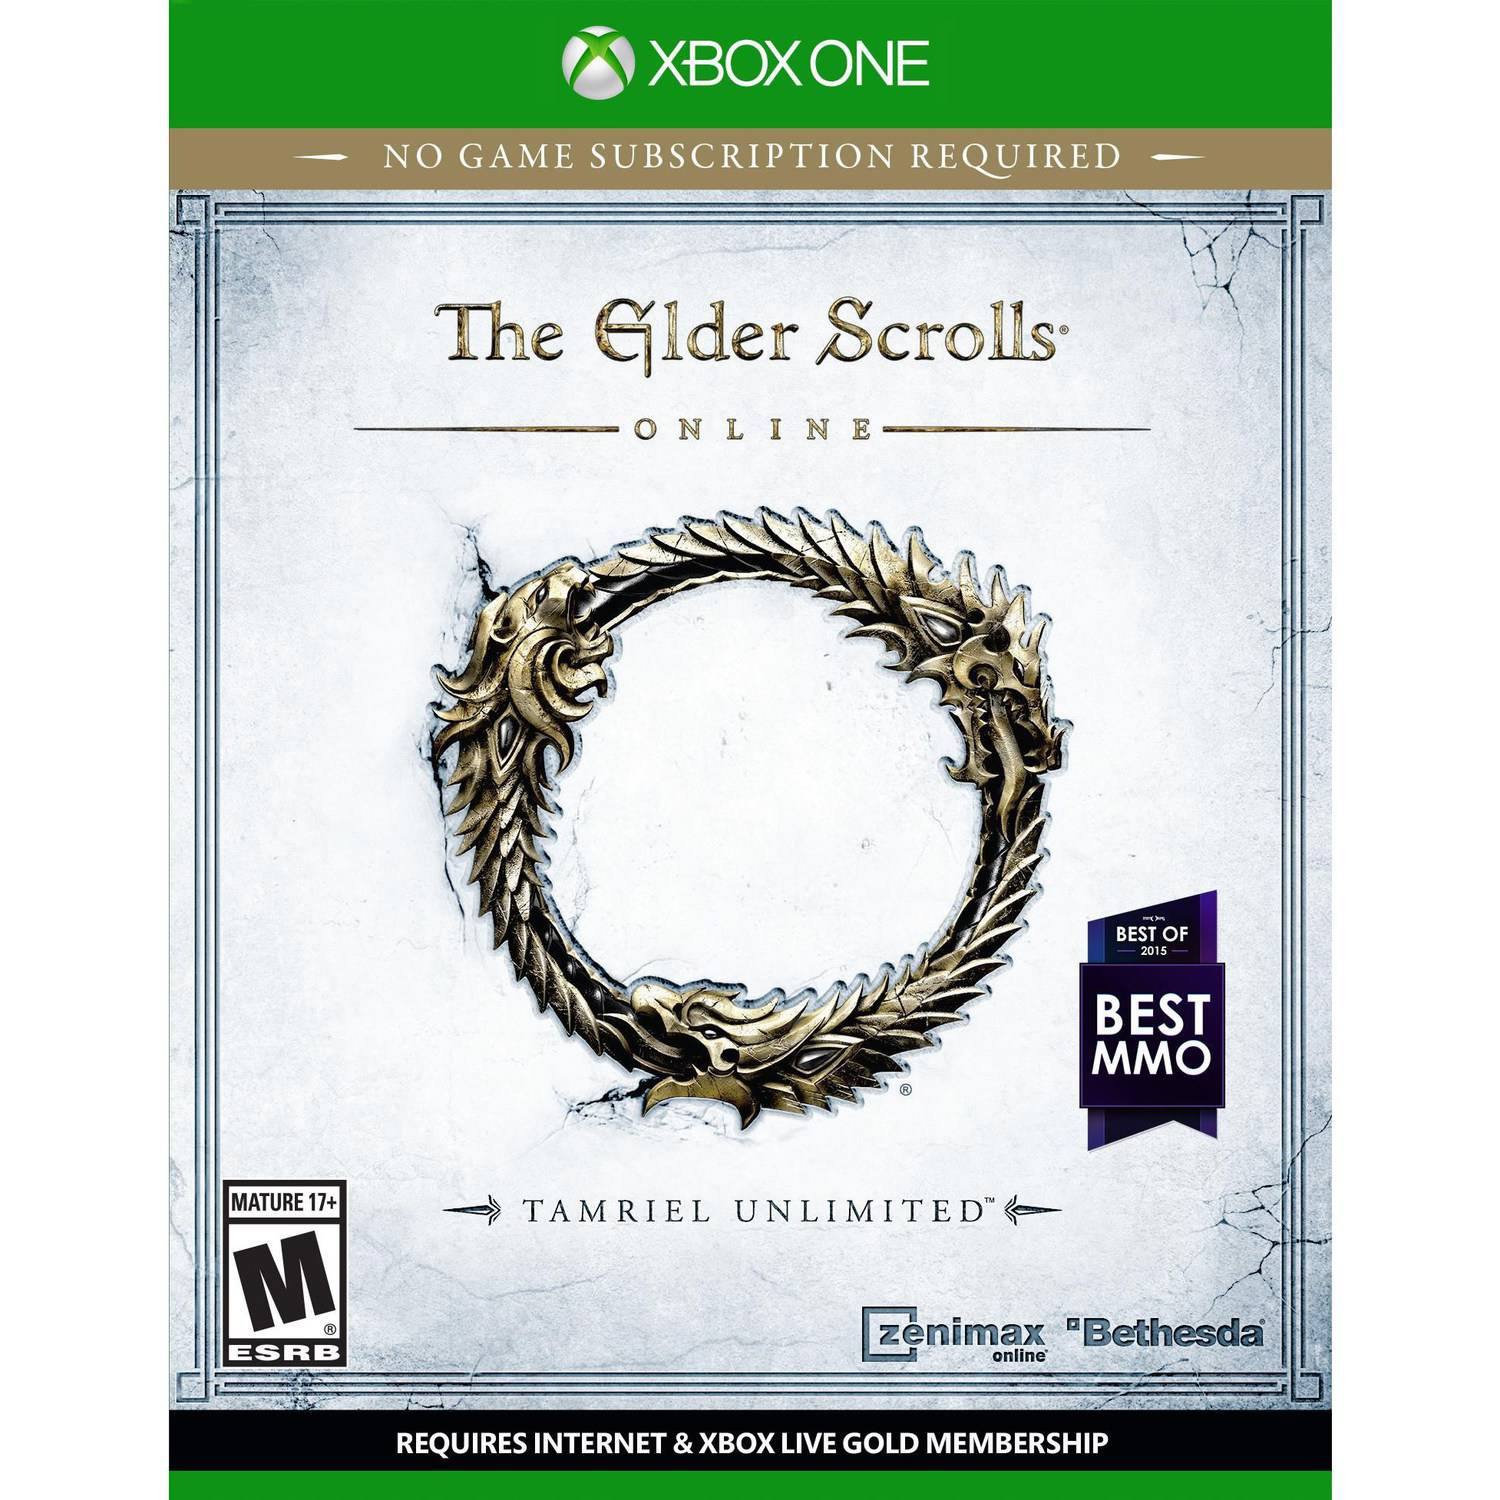 XBOX ONE
NO GAME SUBSCRIPTION REQUIRED
The Elder Scrolls®
ONLINE
BEST OF
2015
BEST
MMO
®
TAMRIEL UNLIMITED™
MATURE 17+
M
®
ESRB
zenimax
online
Bethesda
REQUIRES INTERNET & XBOX LIVE GOLD MEMBERSHIP